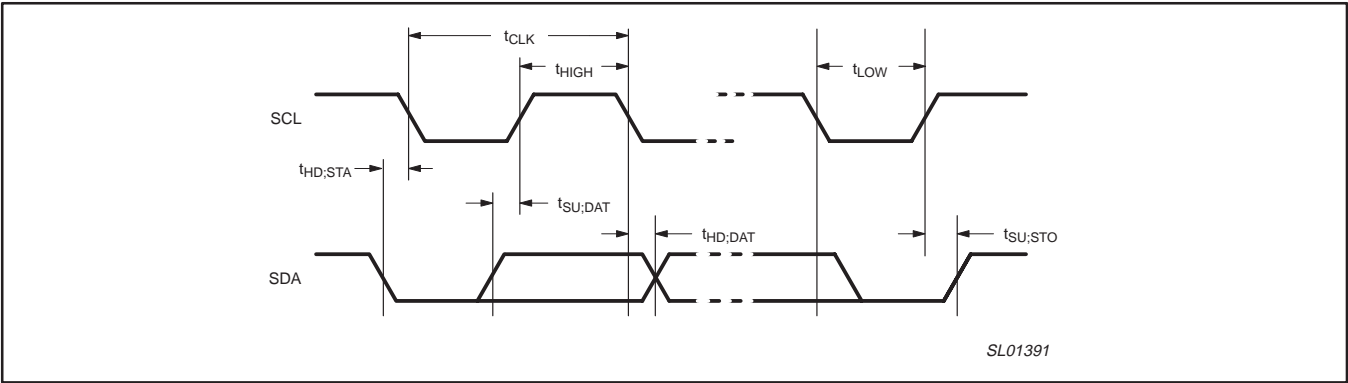 tCLK
tHIGH
tLOW
SCL
tHD;STA
tSU;DAT
tHD;DAT
tSU;STO
SDA
SL01391